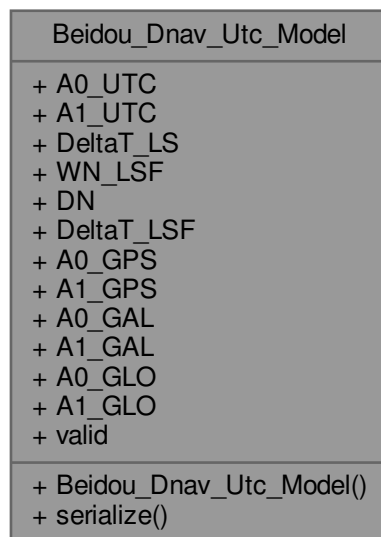 Beidou_Dnav_Utc_Model
+ A0_UTC
+ A1_UTC
+ DeltaT_LS
+ WN_LSF
+ DN
+ DeltaT_LSF
+ A0_GPS
+ A1_GPS
+ A0_GAL
+ A1_GAL
+ A0_GLO
+ A1_GLO
+ valid
+ Beidou_Dnav_Utc_Model()
+ serialize()